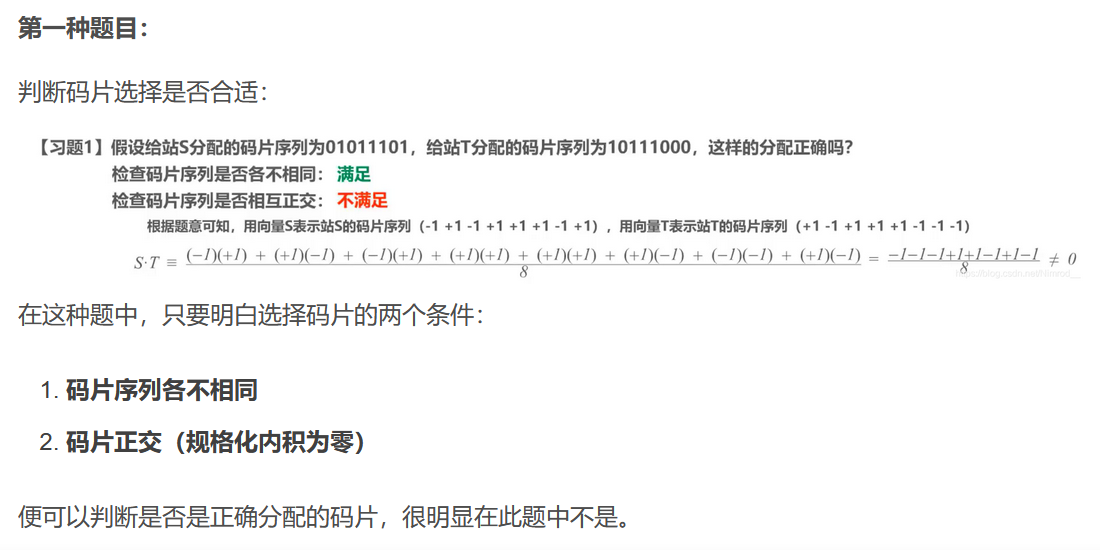 第一种题目：
判断码片选择是否合适：
【习题1】假设给站S分配的码片序列为01011101，给站T分配的码片序列为10111000，这样的分配正确吗？
检查码片序列是否各不相同： 满足
检查码片序列是否相互正交： 不满足
根据题意可知，用向量S表示站S的码片序列（-1 +1 -1 +1 +1 +1 -1 +1），用向量T表示站T的码片序列（+1 -1 +1 +1 +1 -1 -1 -1）
S·T ≡ (−1)(+1) + (+1)(−1) + (−1)(+1) + (+1)(+1) + (+1)(+1) + (+1)(−1) + (−1)(−1) + (+1)(−1) / 8 = −1−1−1+1+1−1+1−1 / 8 ≠ 0
在这种题中，只要明白选择码片的两个条件：
1. 码片序列各不相同
2. 码片正交（规格化内积为零）
便可以判断是否是正确分配的码片，很明显在此题中不是。